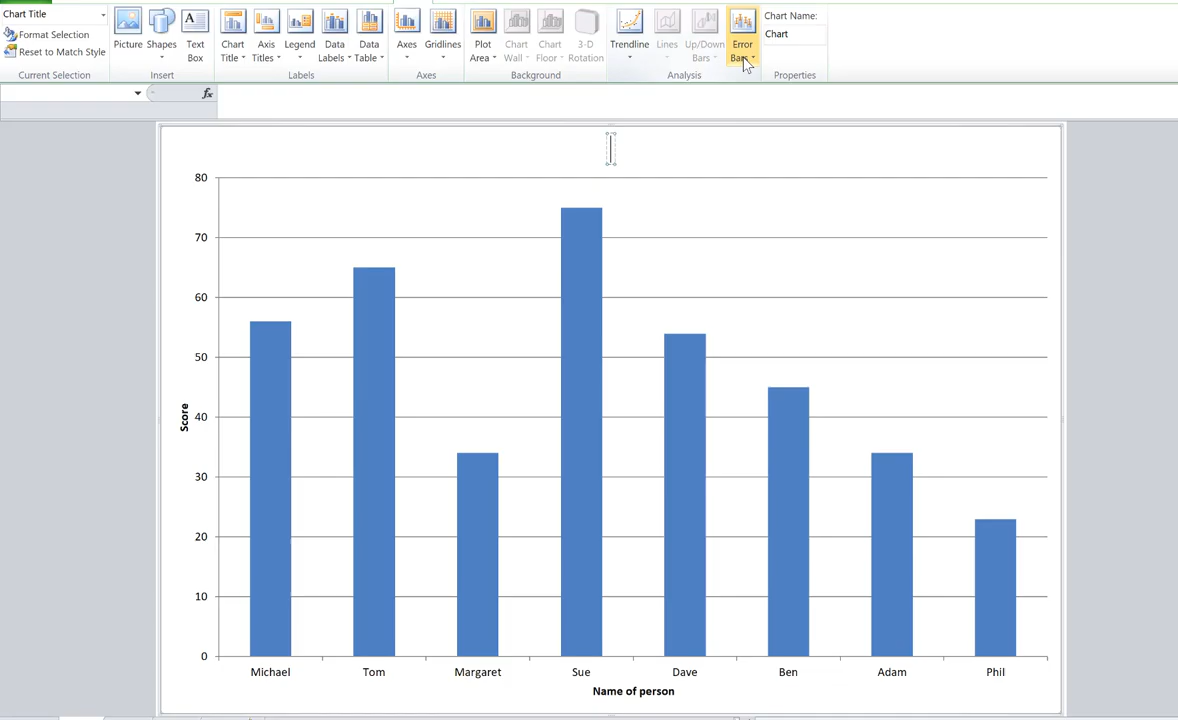 Chart Title
Format Selection
Reset to Match Style
Current Selection
Picture
Shapes
Text Box
Insert
Chart Title
Axis Titles
Legend
Data Labels
Data Table
Labels
Axes
Gridlines
Axes
Plot Area
Chart Wall
Chart Floor
3-D Rotation
Background
Trendline
Lines
Up/Down Bars
Error Bars
Analysis
Chart Name:
Chart
Properties
fx
80
70
60
50
40
30
20
10
0
Score
Michael Tom Margaret Sue Dave Ben Adam Phil
Name of person